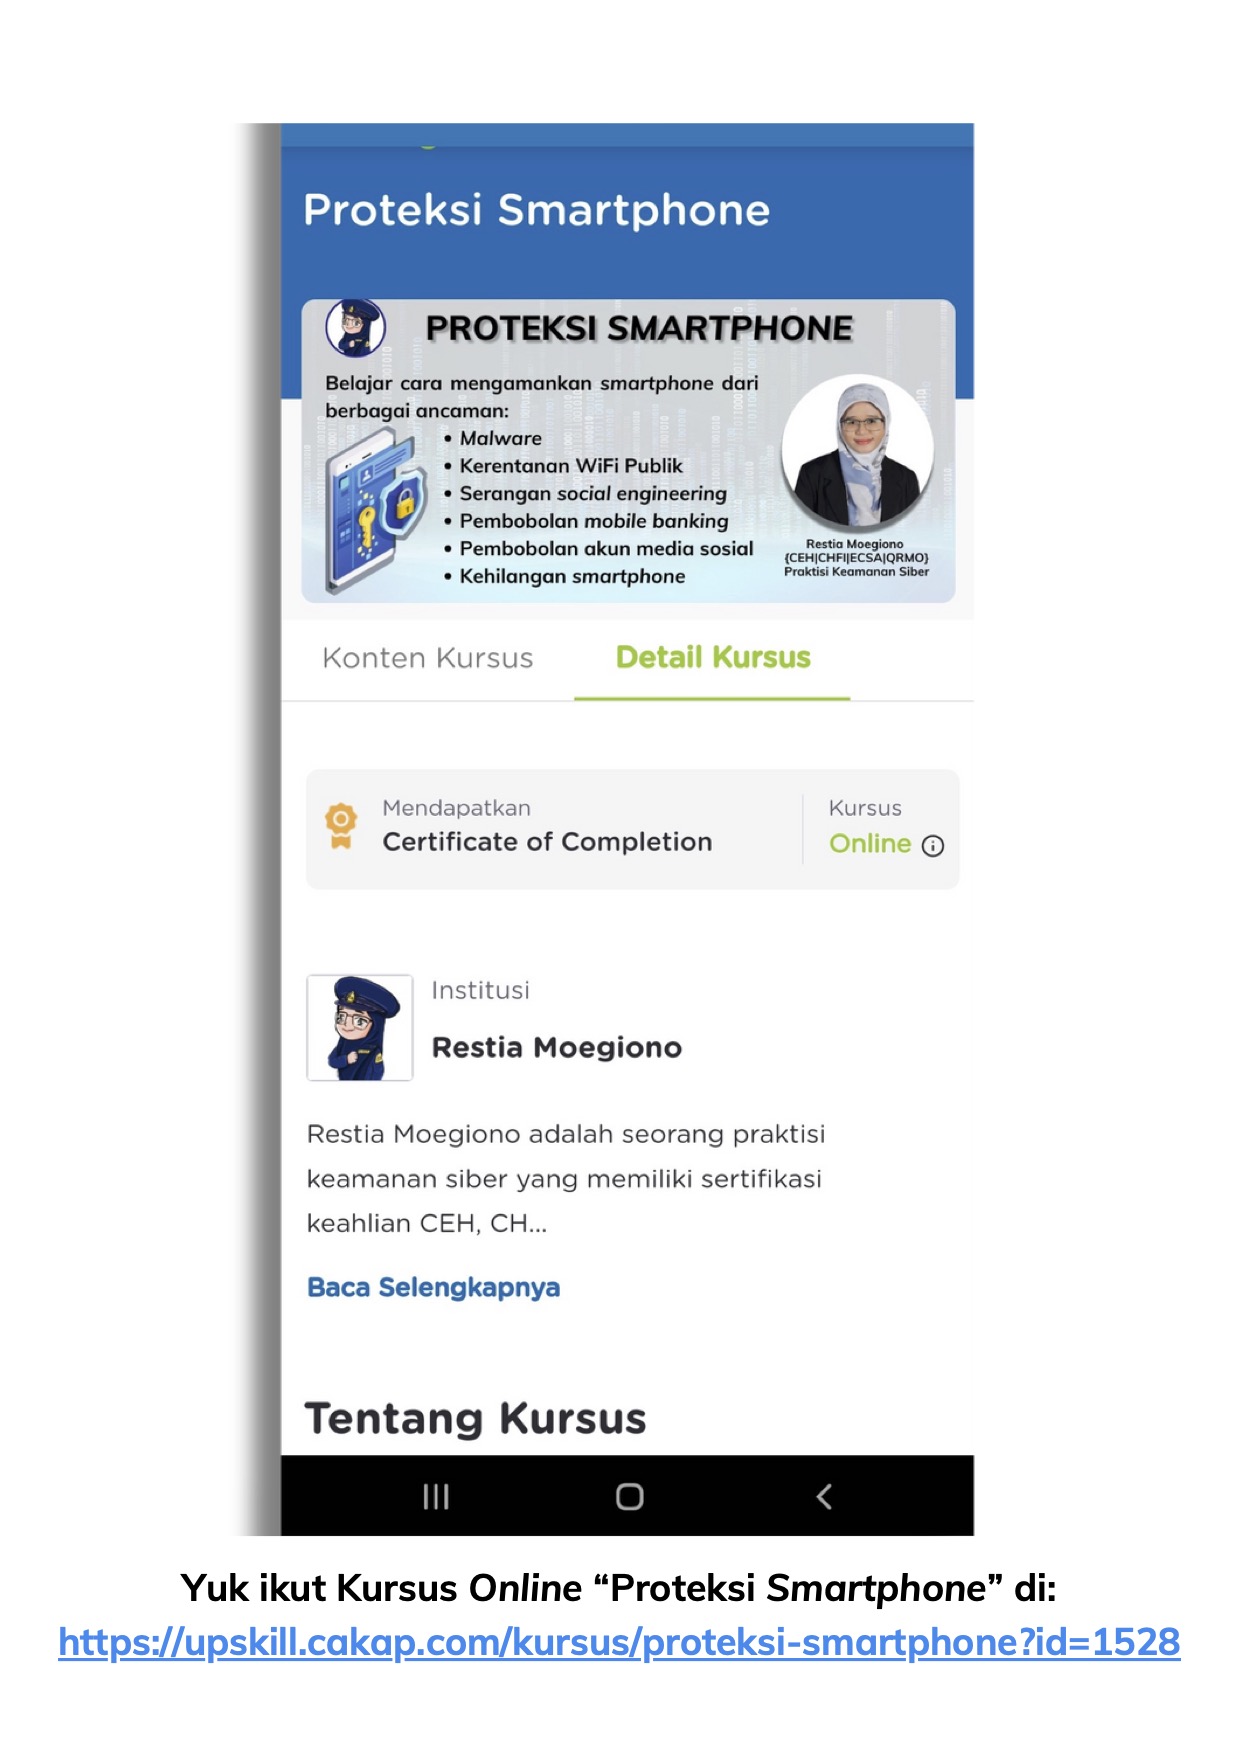 Proteksi Smartphone
PROTEKSI SMARTPHONE
Belajar cara mengamankan smartphone dari
berbagai ancaman:
• Malware
• Kerentanan WiFi Publik
• Serangan social engineering
• Pembobolan mobile banking
• Pembobolan akun media sosial
• Kehilangan smartphone
Restia Moegiono
{CEH|CHFI|ECSA|QRMO}
Praktisi Keamanan Siber
Konten Kursus
Detail Kursus
Mendapatkan
Certificate of Completion
Kursus
Online
Institusi
Restia Moegiono
Restia Moegiono adalah seorang praktisi
keamanan siber yang memiliki sertifikasi
keahlian CEH, CH...
Baca Selengkapnya
Tentang Kursus
Yuk ikut Kursus Online “Proteksi Smartphone” di:
https://upskill.cakap.com/kursus/proteksi-smartphone?id=1528